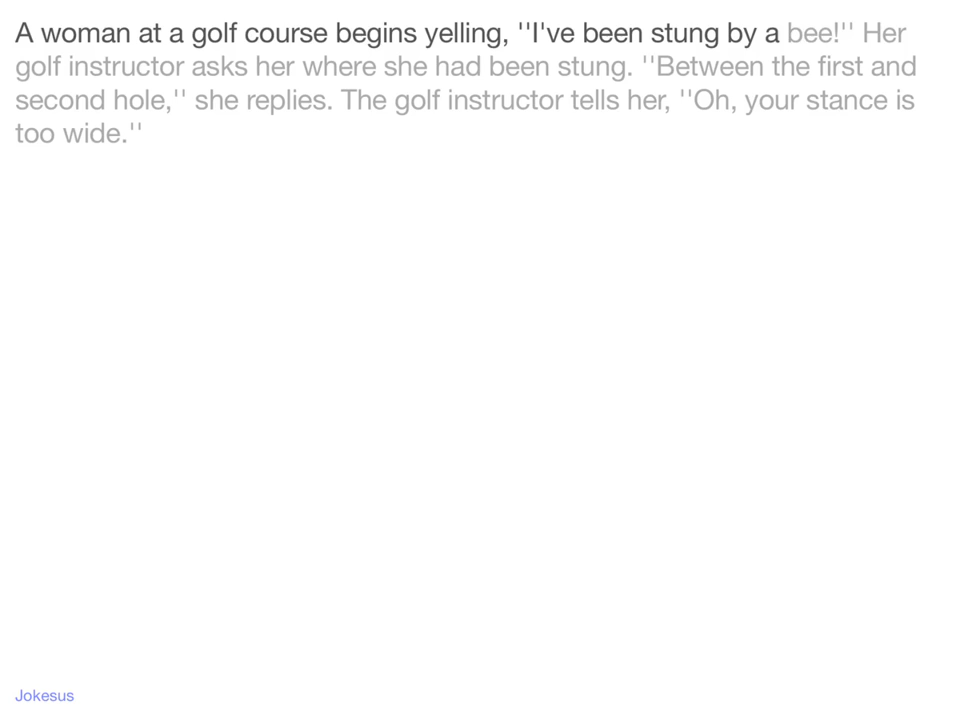 A woman at a golf course begins yelling, ''I've been stung by a bee!'' Her
golf instructor asks her where she had been stung. ''Between the first and
second hole,'' she replies. The golf instructor tells her, ''Oh, your stance is
too wide.''
Jokesus